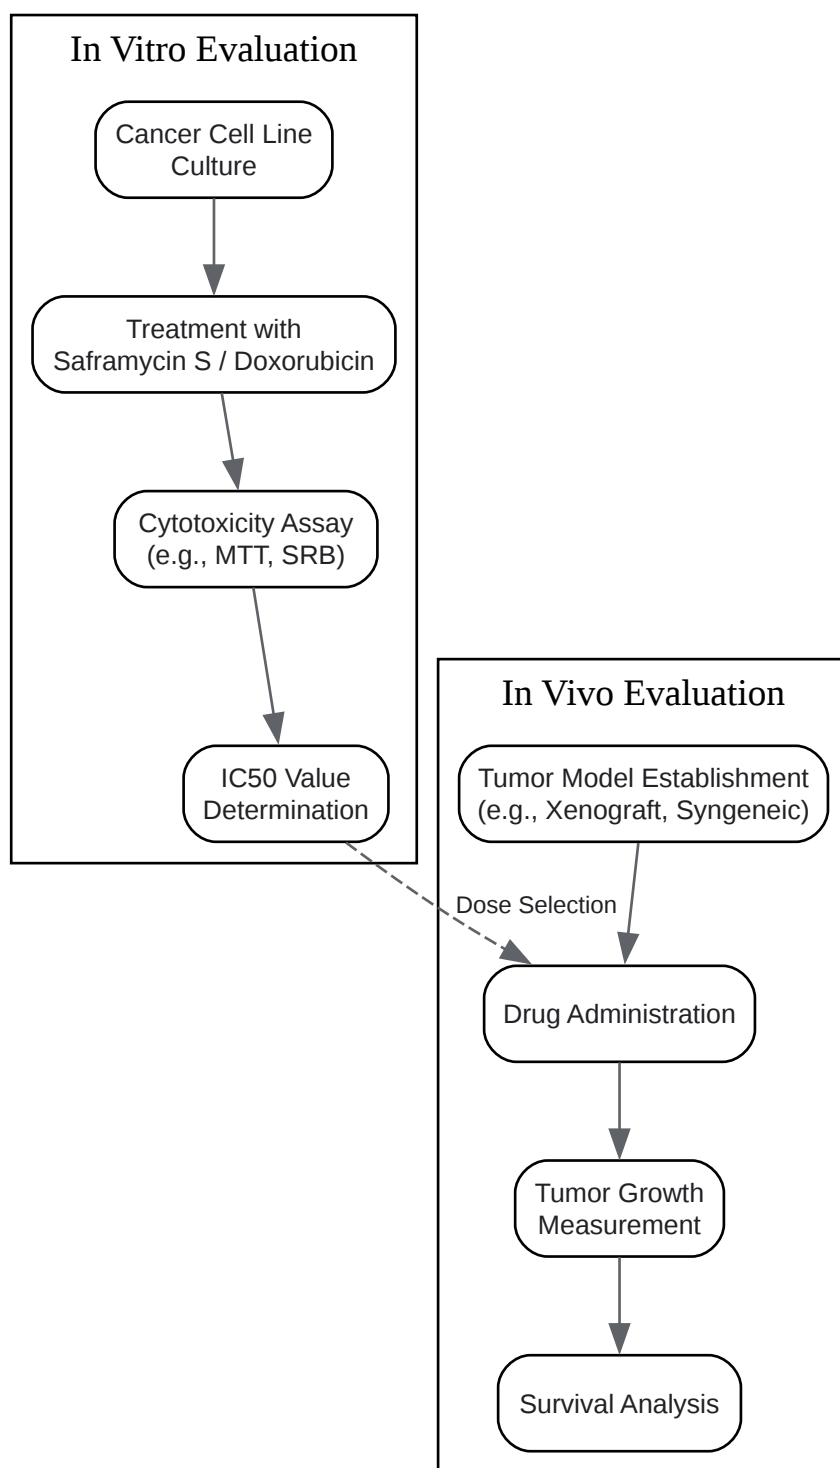 In Vitro Evaluation
Cancer Cell Line
Culture
Treatment with
Saframycin S / Doxorubicin
Cytotoxicity Assay
(e.g., MTT, SRB)
IC50 Value
Determination
In Vivo Evaluation
Tumor Model Establishment
(e.g., Xenograft, Syngeneic)
Dose Selection
Drug Administration
Tumor Growth
Measurement
Survival Analysis